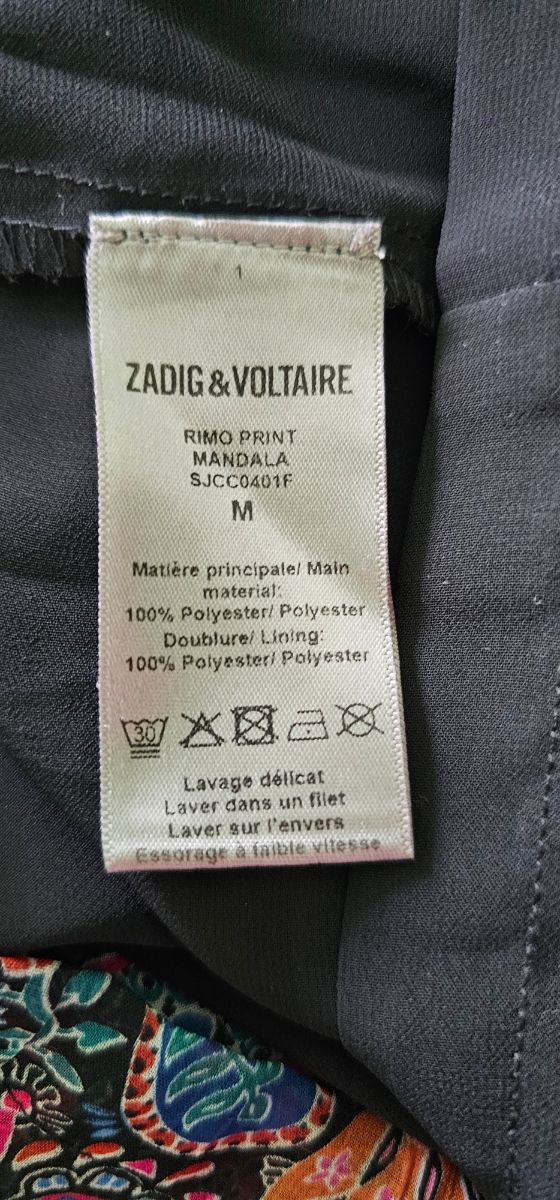 1
ZADIG&VOLTAIRE
RIMO PRINT
MANDALA
SJCC0401F
M
Matière principale/ Main
material:
100% Polyester/ Polyester
Doublure/ Lining:
100% Polyester/ Polyester
30
Lavage délicat
Laver dans un filet
Laver sur l'envers
Essorage à faible vitesse